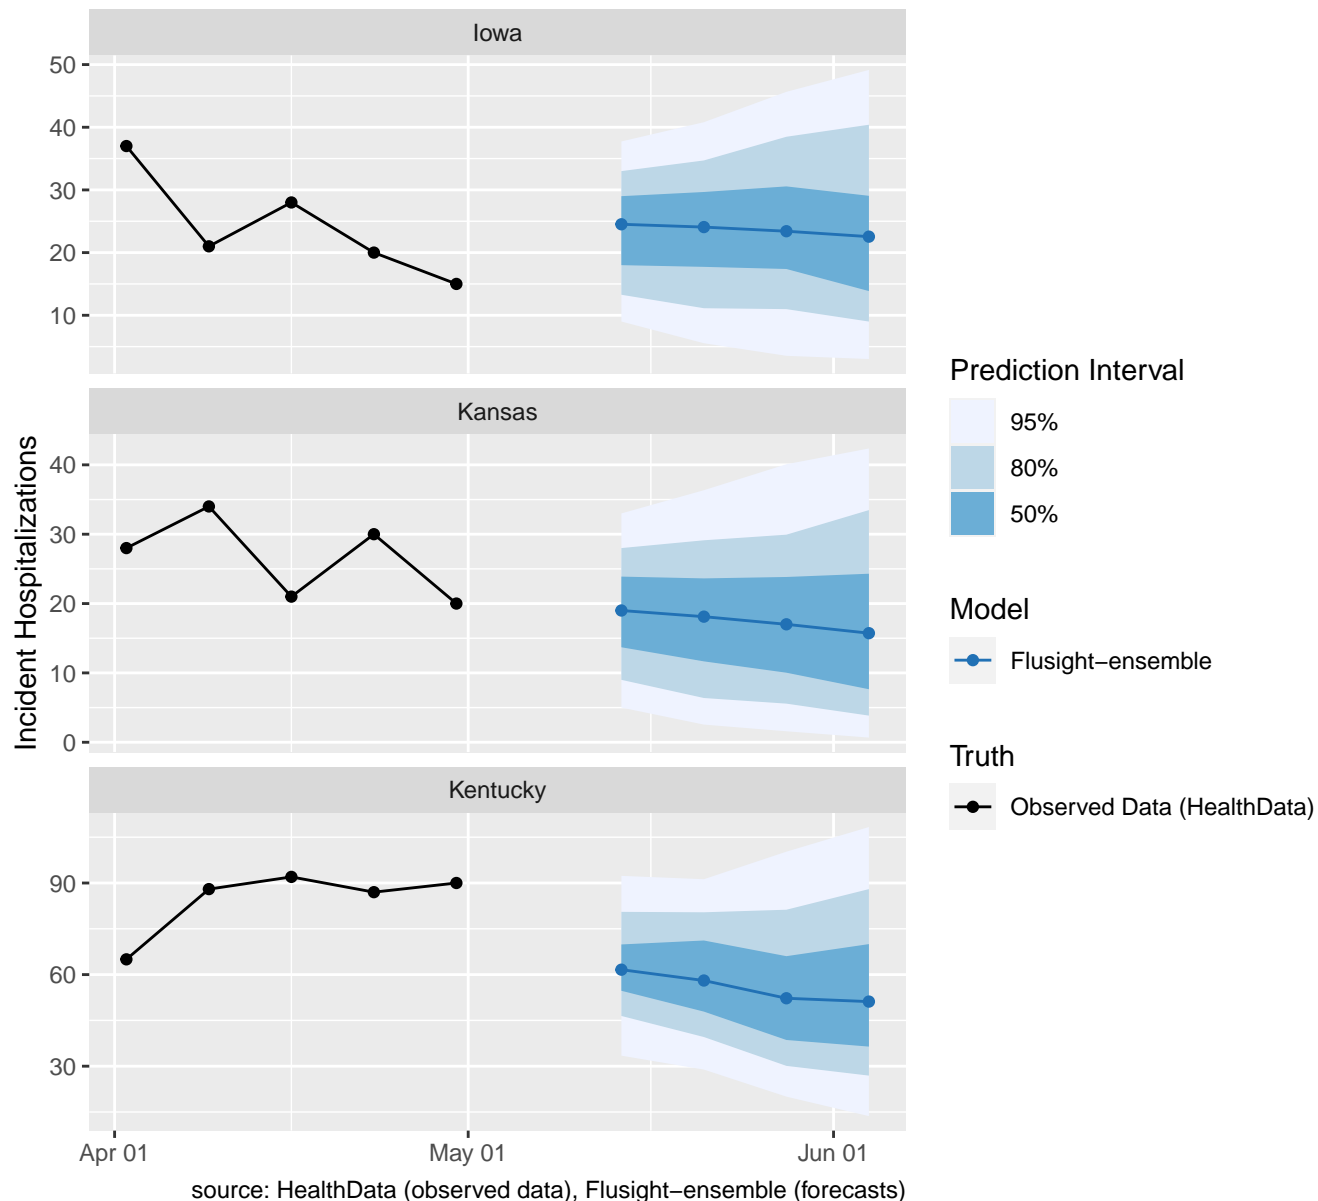 Iowa
50
40
30
20
10
Kansas
40
30
20
10
0
Kentucky
90
60
30
Incident Hospitalizations
Apr 01
May 01
Jun 01
source: HealthData (observed data), Flusight−ensemble (forecasts)
Prediction Interval
95%
80%
50%
Model
Flusight−ensemble
Truth
Observed Data (HealthData)